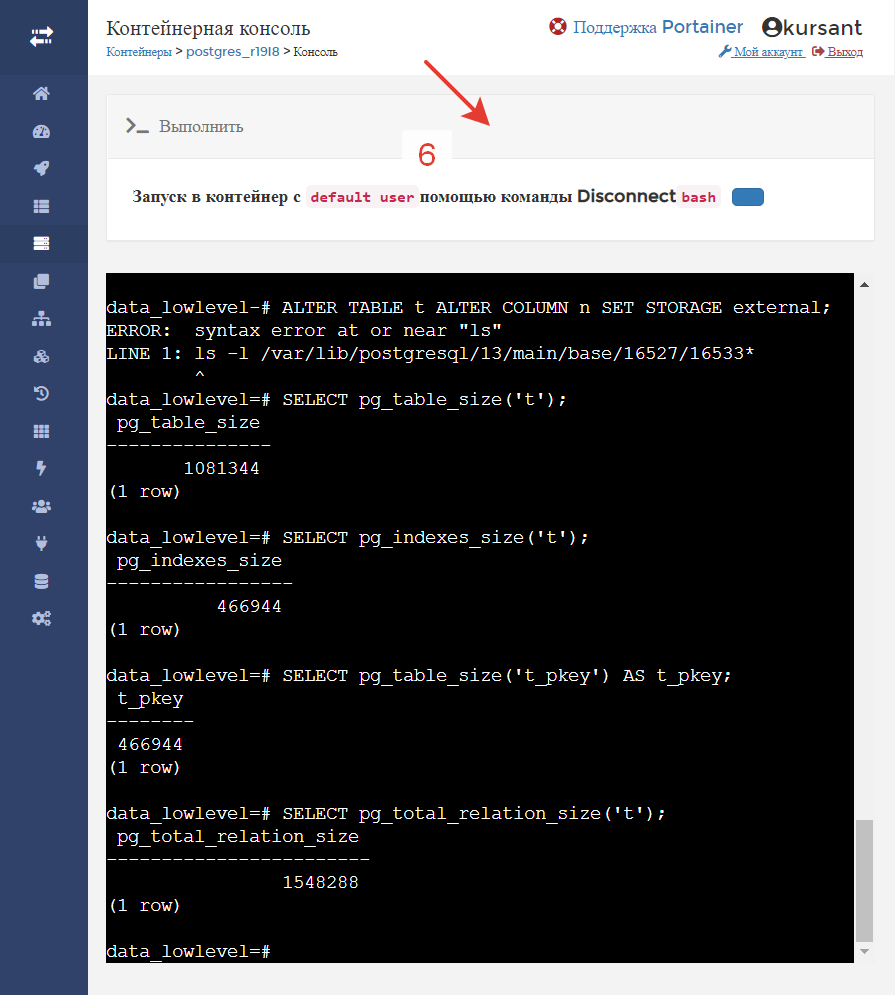 Контейнерная консоль
Поддержка Portainer
kursant
Контейнеры > postgres_r19l8 > Консоль
Мой аккаунт Выход
Выполнить
6
Запуск в контейнер с default user помощью команды Disconnect bash
data_lowlevel-# ALTER TABLE t ALTER COLUMN n SET STORAGE external;
ERROR:  syntax error at or near "ls"
LINE 1: ls -l /var/lib/postgresql/13/main/base/16527/16533*
        ^
data_lowlevel=# SELECT pg_table_size('t');
 pg_table_size
---------------
       1081344
(1 row)
data_lowlevel=# SELECT pg_indexes_size('t');
 pg_indexes_size
-----------------
          466944
(1 row)
data_lowlevel=# SELECT pg_table_size('t_pkey') AS t_pkey;
 t_pkey
--------
 466944
(1 row)
data_lowlevel=# SELECT pg_total_relation_size('t');
 pg_total_relation_size
------------------------
                1548288
(1 row)
data_lowlevel=#